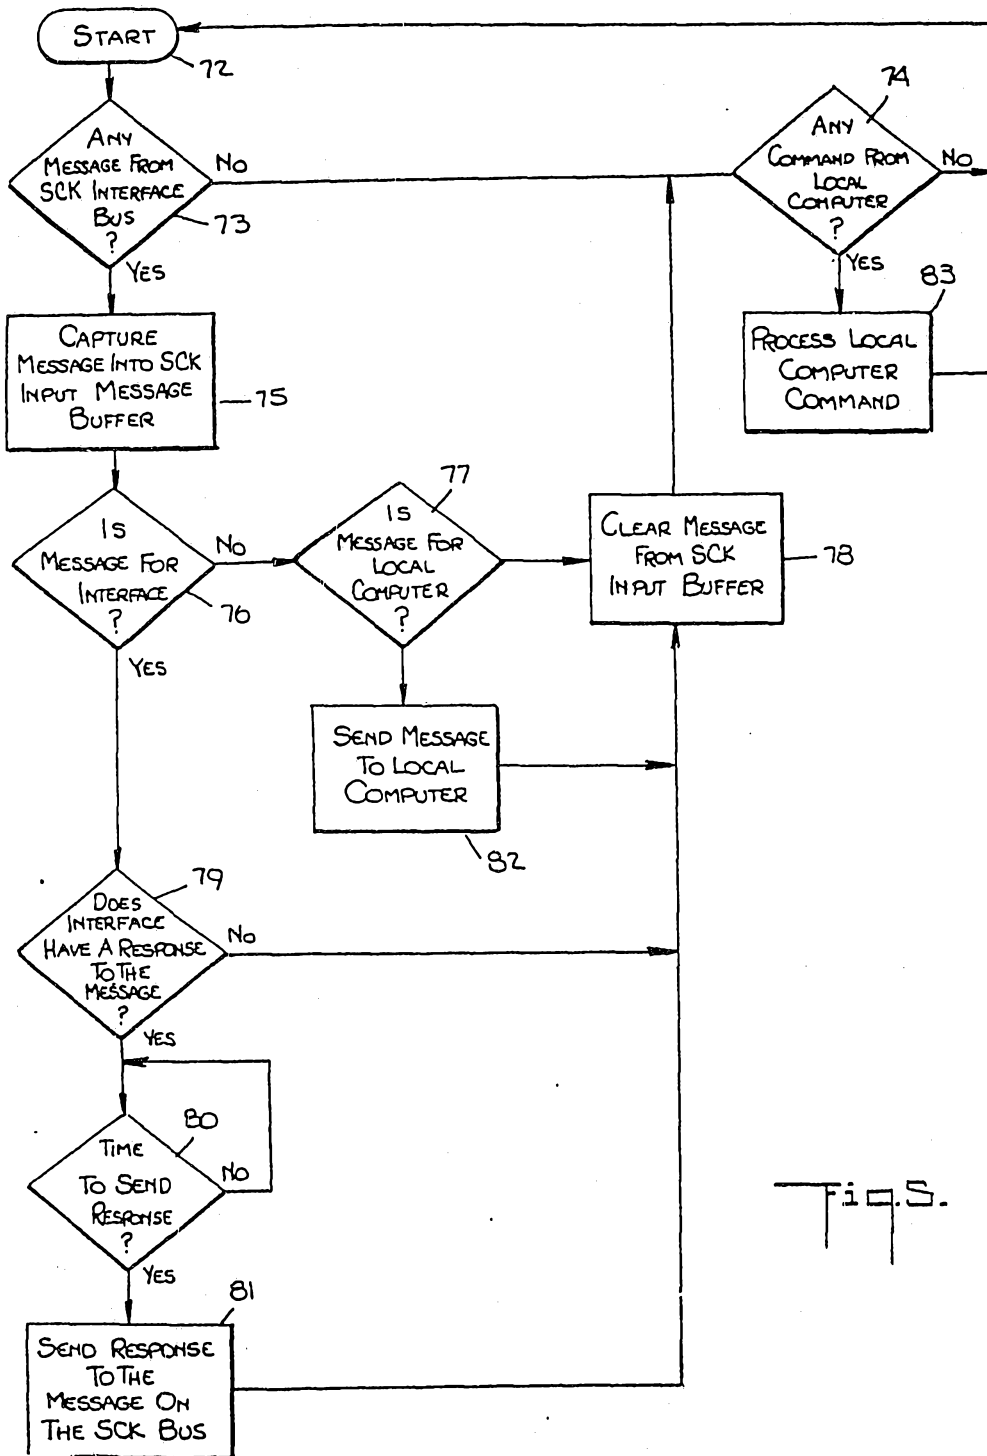 START
72
ANY
MESSAGE FROM
SCK INTERFACE
BUS
?
73
NO
YES
74
ANY
COMMAND FROM
LOCAL
COMPUTER
?
NO
YES
83
PROCESS LOCAL
COMPUTER
COMMAND
CAPTURE
MESSAGE INTO SCK
INPUT MESSAGE
BUFFER
75
IS
MESSAGE FOR
INTERFACE
?
76
NO
YES
77
IS
MESSAGE FOR
LOCAL
COMPUTER
?
CLEAR MESSAGE
FROM SCK
INPUT BUFFER
78
SEND MESSAGE
TO LOCAL
COMPUTER
82
79
DOES
INTERFACE
HAVE A RESPONSE
TO THE
MESSAGE
?
NO
YES
80
TIME
TO SEND
RESPONSE
?
NO
YES
81
SEND RESPONSE
TO THE
MESSAGE ON
THE SCK BUS
Fig.5.